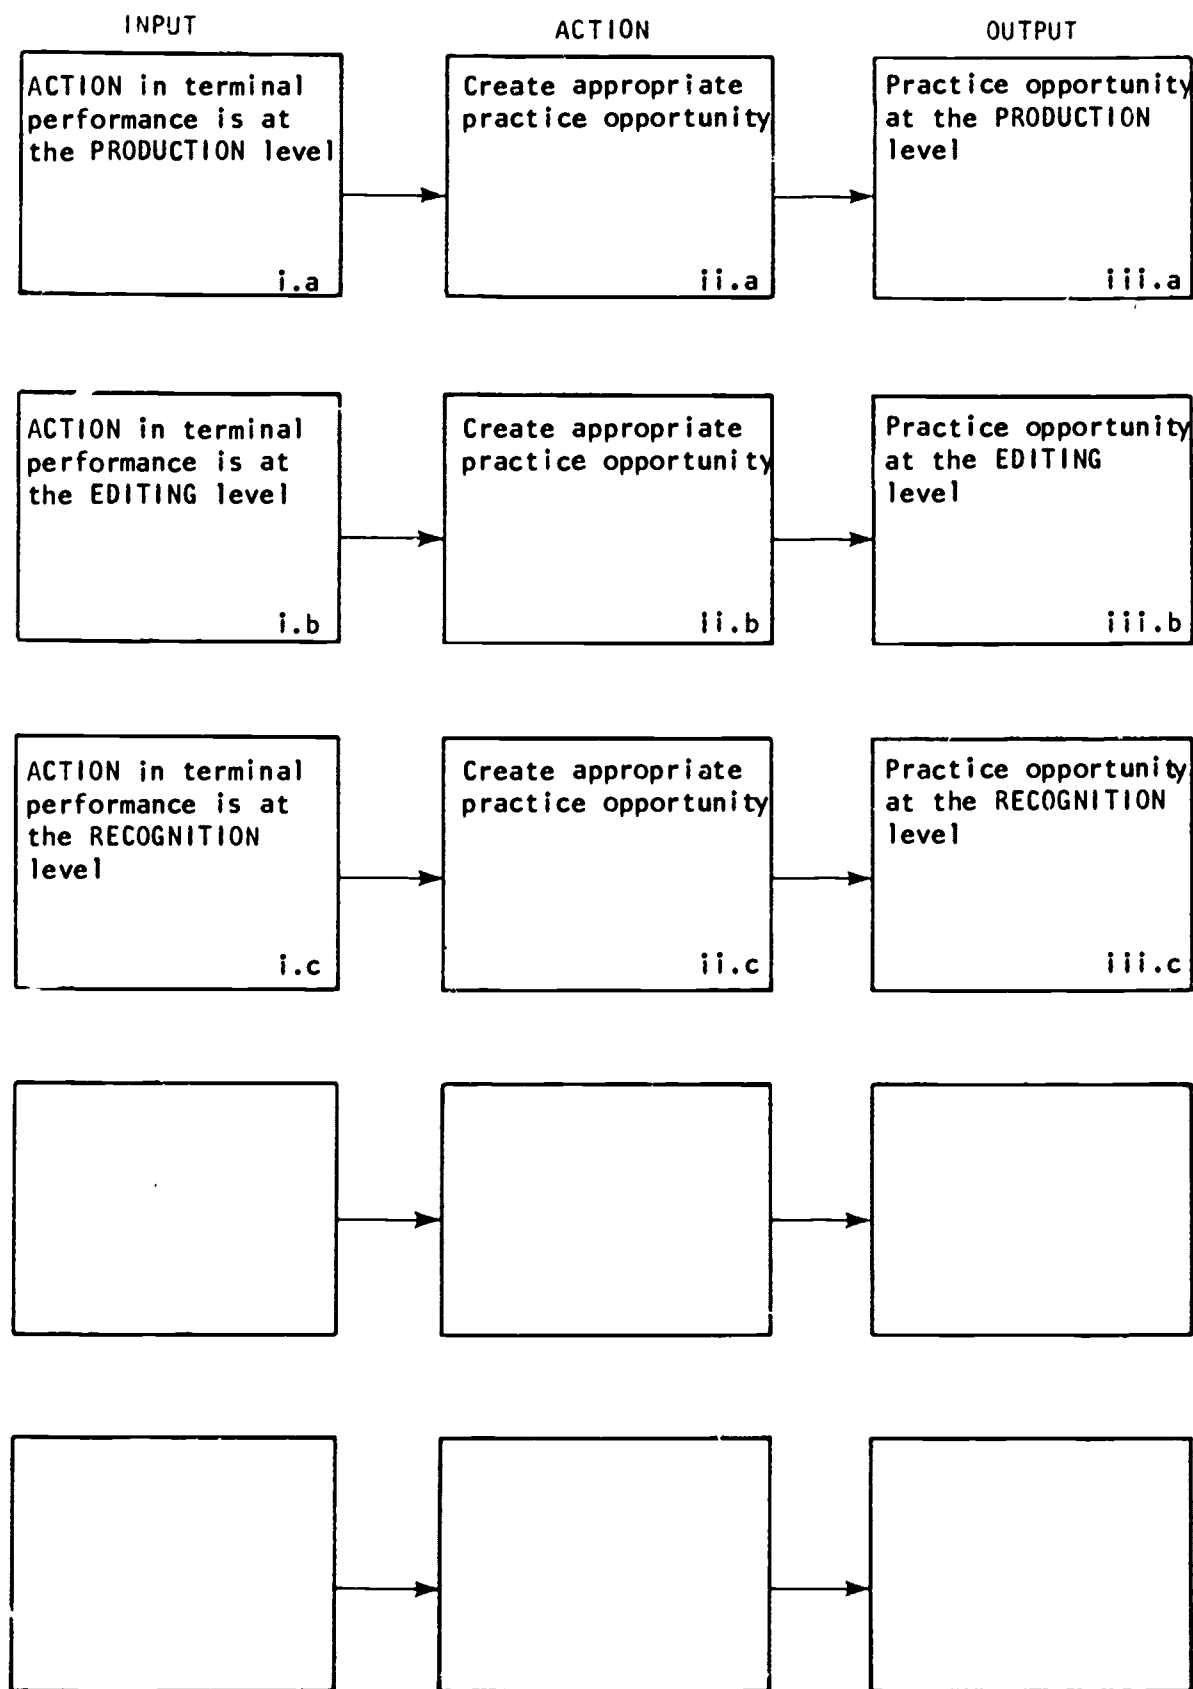 INPUT
ACTION
OUTPUT
ACTION in terminal
performance is at
the PRODUCTION level
i.a
Create appropriate
practice opportunity
ii.a
Practice opportunity
at the PRODUCTION
level
iii.a
ACTION in terminal
performance is at
the EDITING level
i.b
Create appropriate
practice opportunity
ii.b
Practice opportunity
at the EDITING
level
iii.b
ACTION in terminal
performance is at
the RECOGNITION
level
i.c
Create appropriate
practice opportunity
ii.c
Practice opportunity
at the RECOGNITION
level
iii.c